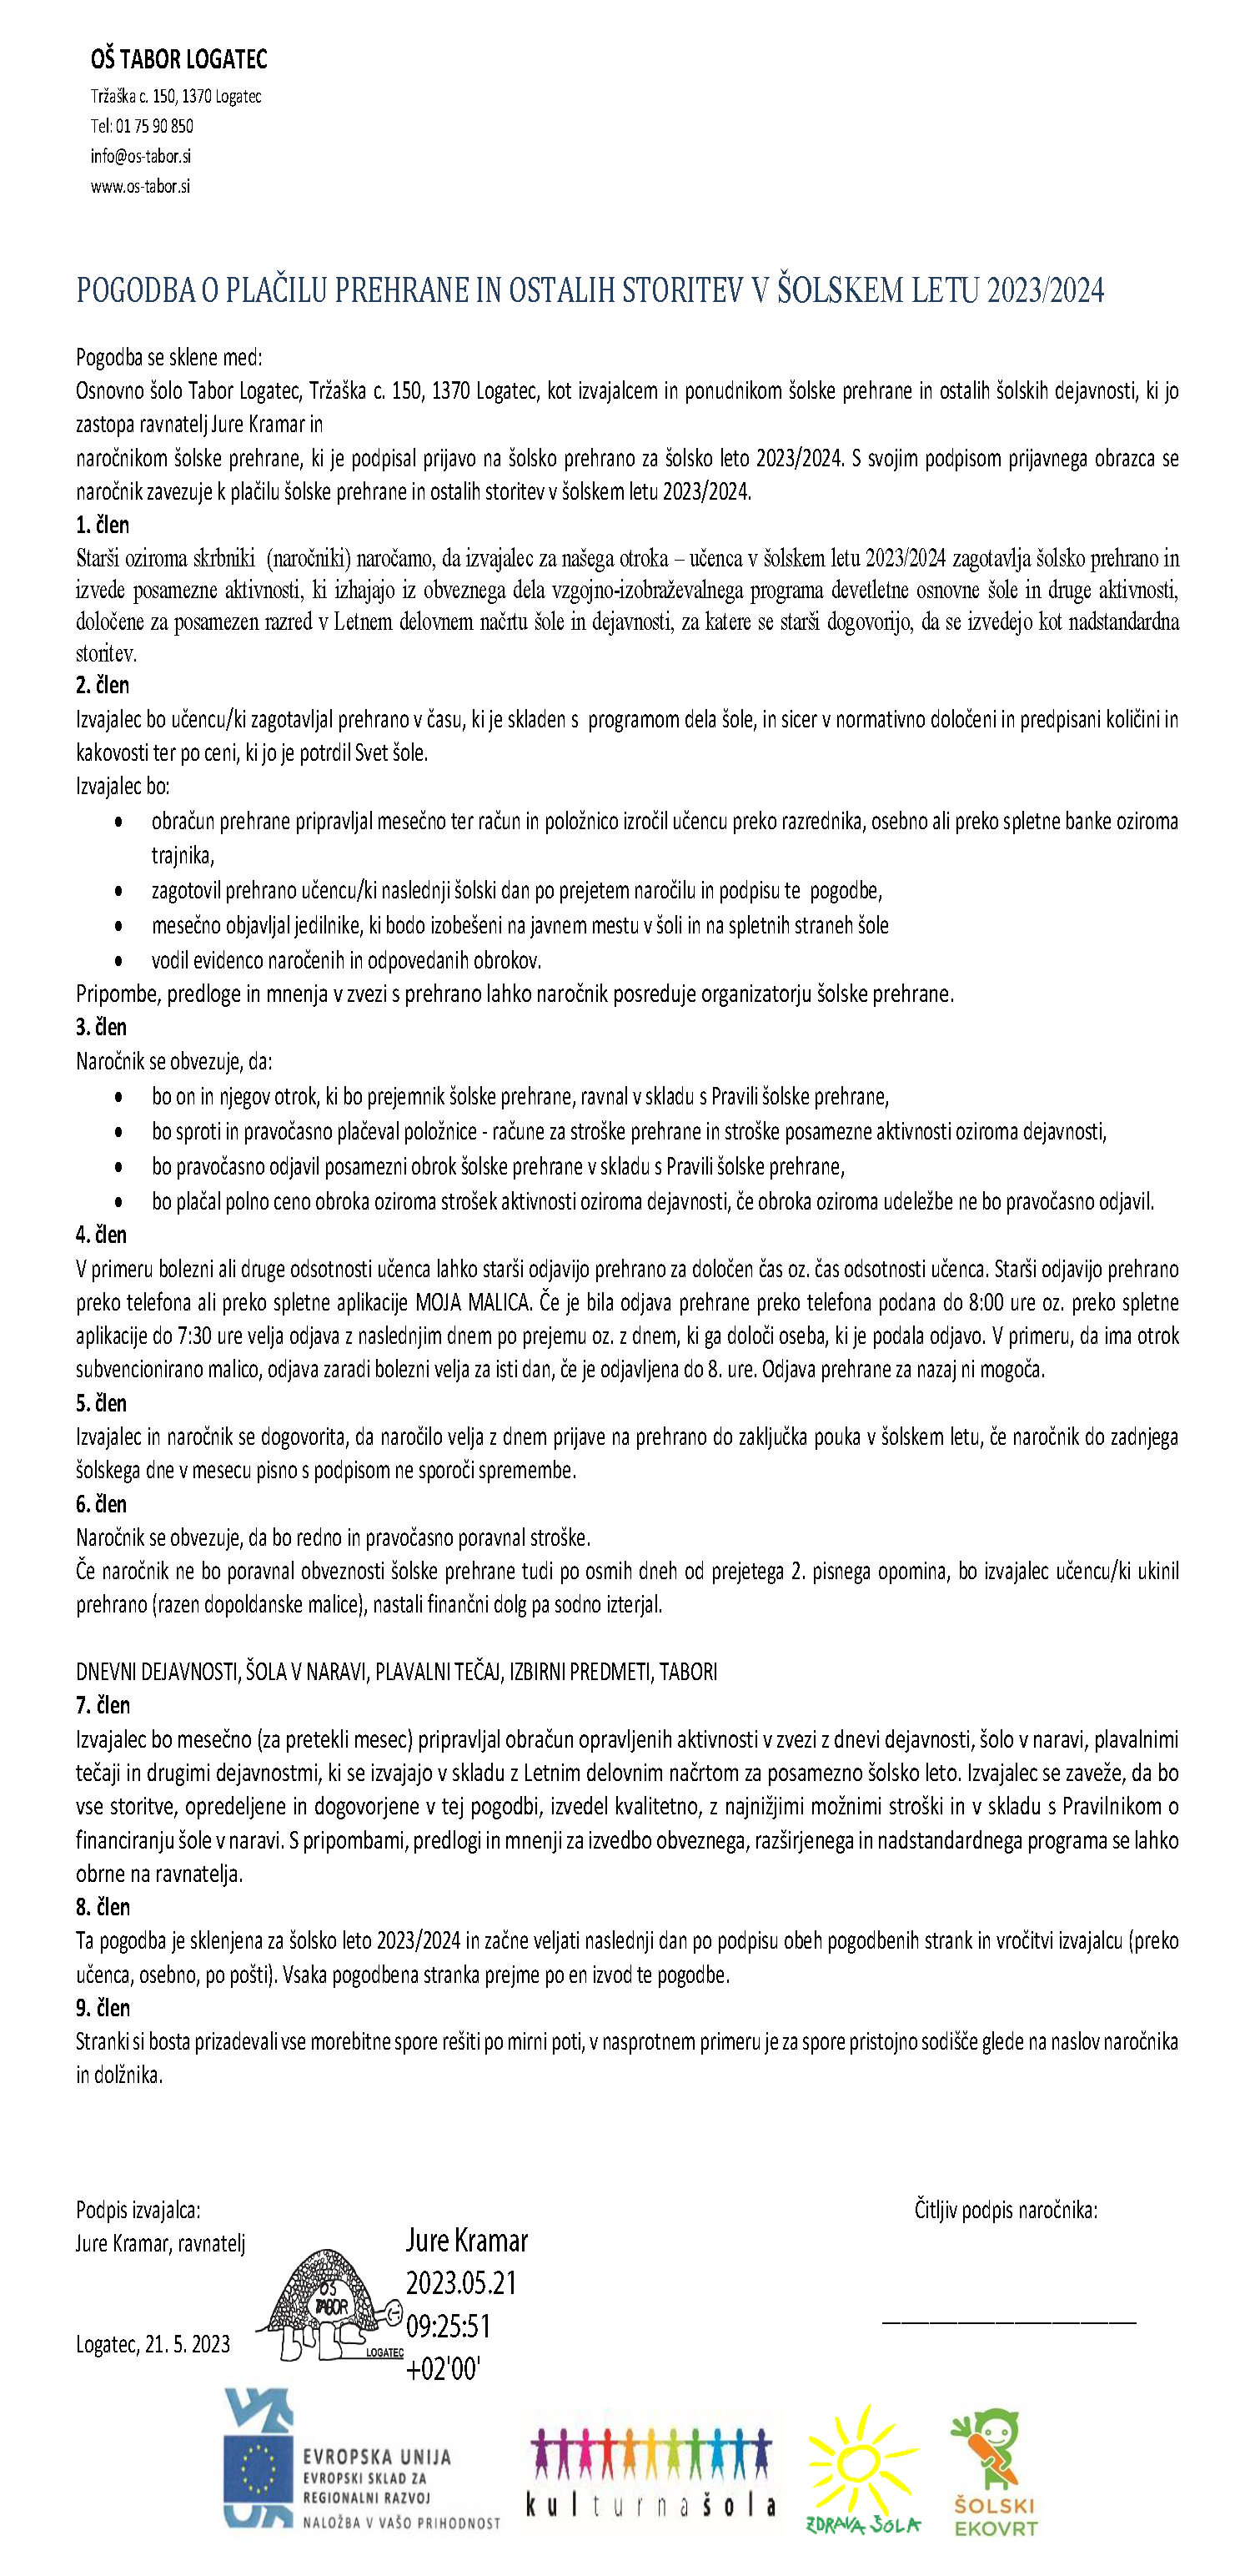 OŠ TABOR LOGATEC
Tržaška c. 150, 1370 Logatec
Tel: 01 75 90 850
info@os-tabor.si
www.os-tabor.si
POGODBA O PLAČILU PREHRANE IN OSTALIH STORITEV V ŠOLSKEM LETU 2023/2024
Pogodba se sklene med:
Osnovno šolo Tabor Logatec, Tržaška c. 150, 1370 Logatec, kot izvajalcem in ponudnikom šolske prehrane in ostalih šolskih dejavnosti, ki jo
zastopa ravnatelj Jure Kramar in
naročnikom šolske prehrane, ki je podpisal prijavo na šolsko prehrano za šolsko leto 2023/2024. S svojim podpisom prijavnega obrazca se
naročnik zavezuje k plačilu šolske prehrane in ostalih storitev v šolskem letu 2023/2024.
1. člen
Starši oziroma skrbniki (naročniki) naročamo, da izvajalec za našega otroka – učenca v šolskem letu 2023/2024 zagotavlja šolsko prehrano in
izvede posamezne aktivnosti, ki izhajajo iz obveznega dela vzgojno-izobraževalnega programa devetletne osnovne šole in druge aktivnosti,
določene za posamezen razred v Letnem delovnem načrtu šole in dejavnosti, za katere se starši dogovorijo, da se izvedejo kot nadstandardna
storitev.
2. člen
Izvajalec bo učencu/ki zagotavljal prehrano v času, ki je skladen s programom dela šole, in sicer v normativno določeni in predpisani količini in
kakovosti ter po ceni, ki jo je potrdil Svet šole.
Izvajalec bo:
• obračun prehrane pripravljal mesečno ter račun in položnico izročil učencu preko razrednika, osebno ali preko spletne banke oziroma
trajnika,
• zagotovil prehrano učencu/ki naslednji šolski dan po prejetem naročilu in podpisu te pogodbe,
• mesečno objavljal jedilnike, ki bodo izobešeni na javnem mestu v šoli in na spletnih straneh šole
• vodil evidenco naročenih in odpovedanih obrokov.
Pripombe, predloge in mnenja v zvezi s prehrano lahko naročnik posreduje organizatorju šolske prehrane.
3. člen
Naročnik se obvezuje, da:
• bo on in njegov otrok, ki bo prejemnik šolske prehrane, ravnal v skladu s Pravili šolske prehrane,
• bo sproti in pravočasno plačeval položnice - račune za stroške prehrane in stroške posamezne aktivnosti oziroma dejavnosti,
• bo pravočasno odjavil posamezni obrok šolske prehrane v skladu s Pravili šolske prehrane,
• bo plačal polno ceno obroka oziroma strošek aktivnosti oziroma dejavnosti, če obroka oziroma udeležbe ne bo pravočasno odjavil.
4. člen
V primeru bolezni ali druge odsotnosti učenca lahko starši odjavijo prehrano za določen čas oz. čas odsotnosti učenca. Starši odjavijo prehrano
preko telefona ali preko spletne aplikacije MOJA MALICA. Če je bila odjava prehrane preko telefona podana do 8:00 ure oz. preko spletne
aplikacije do 7:30 ure velja odjava z naslednjim dnem po prejemu oz. z dnem, ki ga določi oseba, ki je podala odjavo. V primeru, da ima otrok
subvencionirano malico, odjava zaradi bolezni velja za isti dan, če je odjavljena do 8. ure. Odjava prehrane za nazaj ni mogoča.
5. člen
Izvajalec in naročnik se dogovorita, da naročilo velja z dnem prijave na prehrano do zaključka pouka v šolskem letu, če naročnik do zadnjega
šolskega dne v mesecu pisno s podpisom ne sporoči spremembe.
6. člen
Naročnik se obvezuje, da bo redno in pravočasno poravnal stroške.
Če naročnik ne bo poravnal obveznosti šolske prehrane tudi po osmih dneh od prejetega 2. pisnega opomina, bo izvajalec učencu/ki ukinil
prehrano (razen dopoldanske malice), nastali finančni dolg pa sodno izterjal.
DNEVNI DEJAVNOSTI, ŠOLA V NARAVI, PLAVALNI TEČAJ, IZBIRNI PREDMETI, TABORI
7. člen
Izvajalec bo mesečno (za pretekli mesec) pripravljal obračun opravljenih aktivnosti v zvezi z dnevi dejavnosti, šolo v naravi, plavalnimi
tečaji in drugimi dejavnostmi, ki se izvajajo v skladu z Letnim delovnim načrtom za posamezno šolsko leto. Izvajalec se zaveže, da bo
vse storitve, opredeljene in dogovorjene v tej pogodbi, izvedel kvalitetno, z najnižjimi možnimi stroški in v skladu s Pravilnikom o
financiranju šole v naravi. S pripombami, predlogi in mnenji za izvedbo obveznega, razširjenega in nadstandardnega programa se lahko
obrne na ravnatelja.
8. člen
Ta pogodba je sklenjena za šolsko leto 2023/2024 in začne veljati naslednji dan po podpisu obeh pogodbenih strank in vročitvi izvajalcu (preko
učenca, osebno, po pošti). Vsaka pogodbena stranka prejme po en izvod te pogodbe.
9. člen
Stranki si bosta prizadevali vse morebitne spore rešiti po mirni poti, v nasprotnem primeru je za spore pristojno sodišče glede na naslov naročnika
in dolžnika.
Podpis izvajalca:
Čitljiv podpis naročnika:
Jure Kramar, ravnatelj
Jure Kramar
2023.05.21
09:25:51
+02'00'
OŠ
TABOR
LOGATEC
Logatec, 21. 5. 2023
EVROPSKA UNIJA
EVROPSKI SKLAD ZA
REGIONALNI RAZVOJ
NALOŽBA V VAŠO PRIHODNOST
kulturnašola
ZDRAVA ŠOLA
ŠOLSKI
EKOVRT